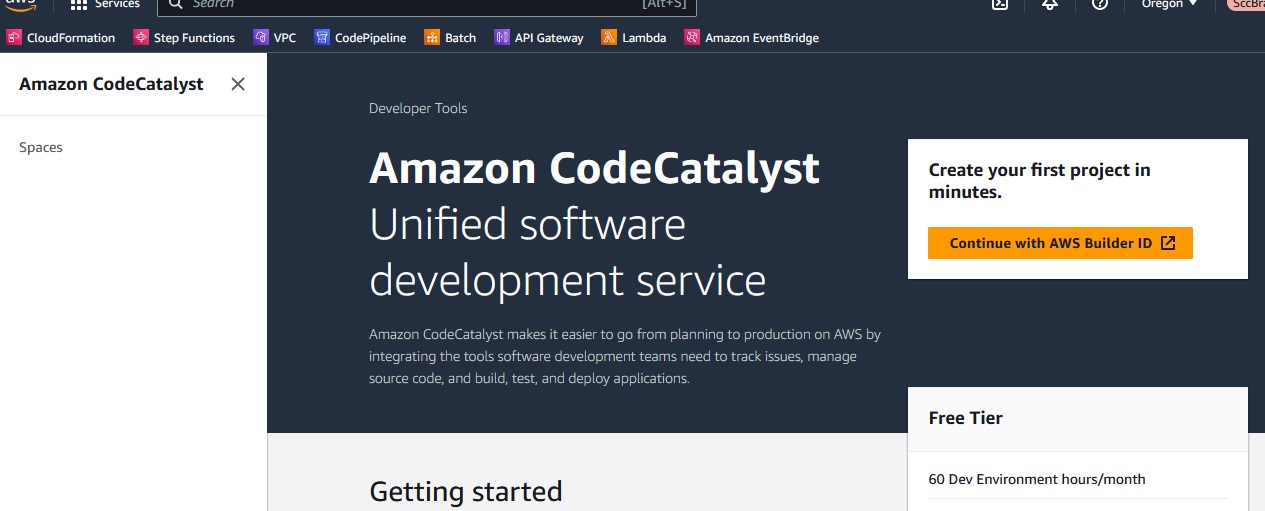 aws
Services
Search
[Alt+S]
Oregon
CloudFormation
Step Functions
VPC
CodePipeline
Batch
API Gateway
Lambda
Amazon EventBridge
Amazon CodeCatalyst
Spaces
Developer Tools
Amazon CodeCatalyst
Unified software
development service
Amazon CodeCatalyst makes it easier to go from planning to production on AWS by
integrating the tools software development teams need to track issues, manage
source code, and build, test, and deploy applications.
Create your first project in
minutes.
Continue with AWS Builder ID
Free Tier
60 Dev Environment hours/month
Getting started